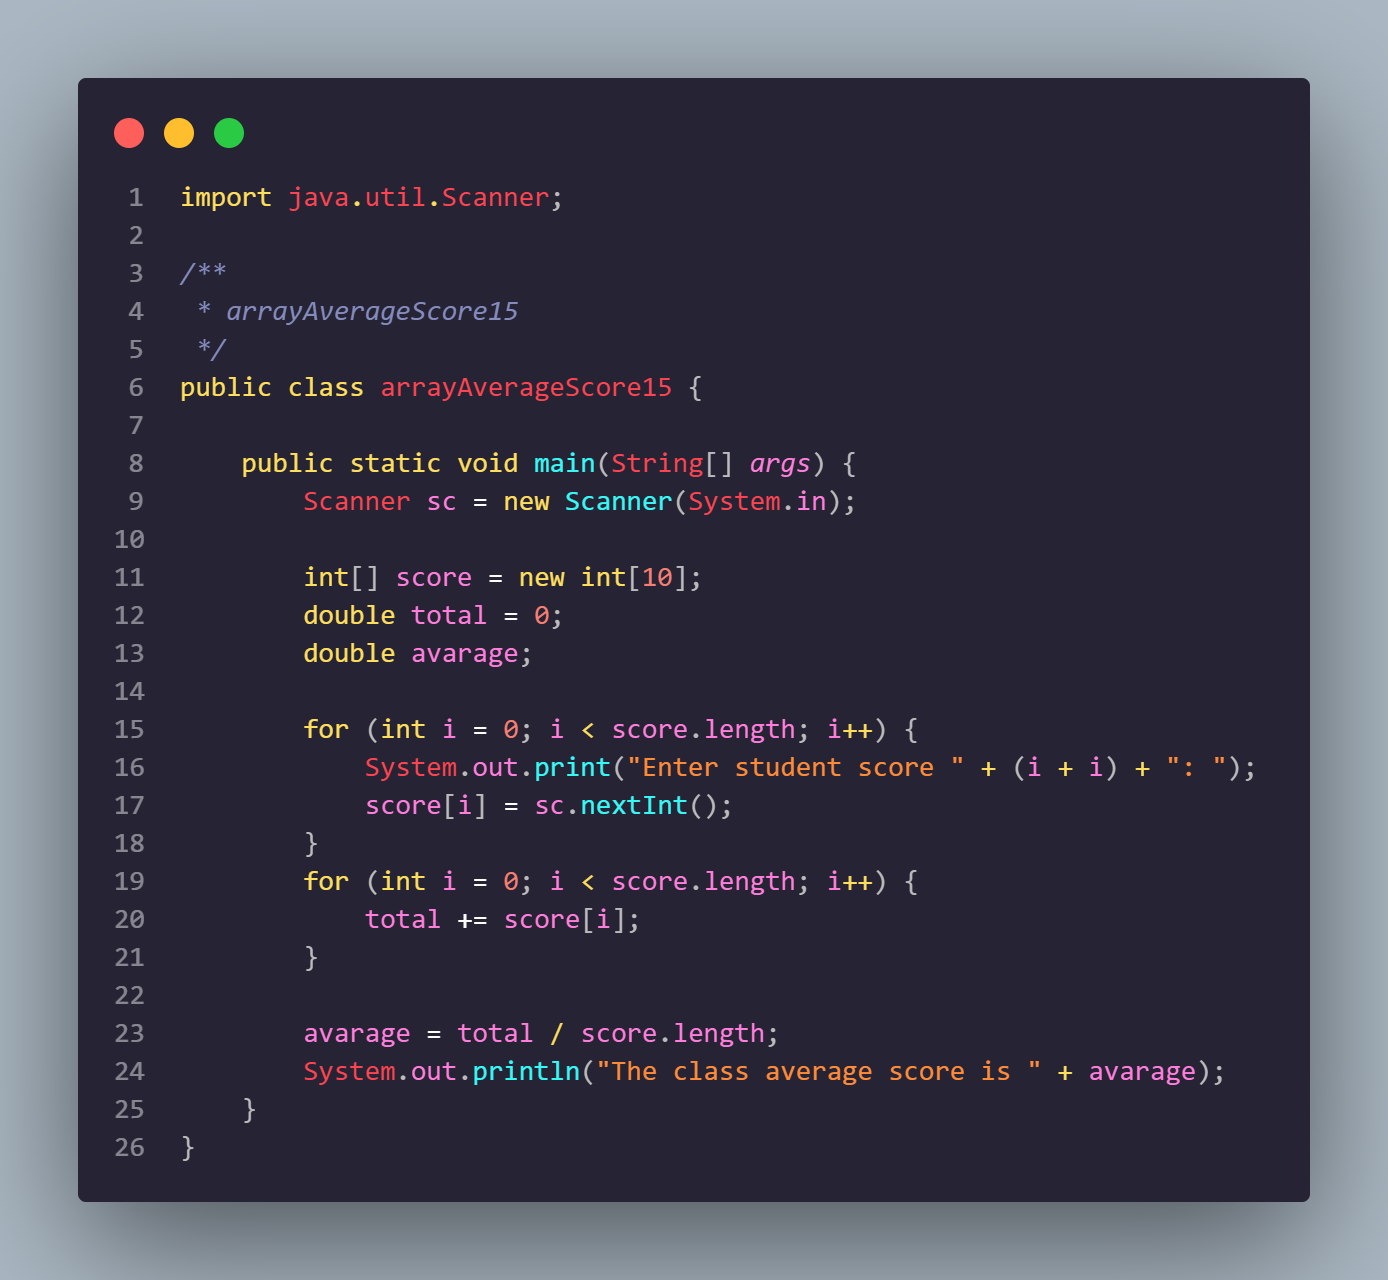 1 import java.util.Scanner;
2
3 /**
4  * arrayAverageScore15
5  */
6 public class arrayAverageScore15 {
7
8     public static void main(String[] args) {
9         Scanner sc = new Scanner(System.in);
10
11         int[] score = new int[10];
12         double total = 0;
13         double avarage;
14
15         for (int i = 0; i < score.length; i++) {
16             System.out.print("Enter student score " + (i + i) + ": ");
17             score[i] = sc.nextInt();
18         }
19         for (int i = 0; i < score.length; i++) {
20             total += score[i];
21         }
22
23         avarage = total / score.length;
24         System.out.println("The class average score is " + avarage);
25     }
26 }